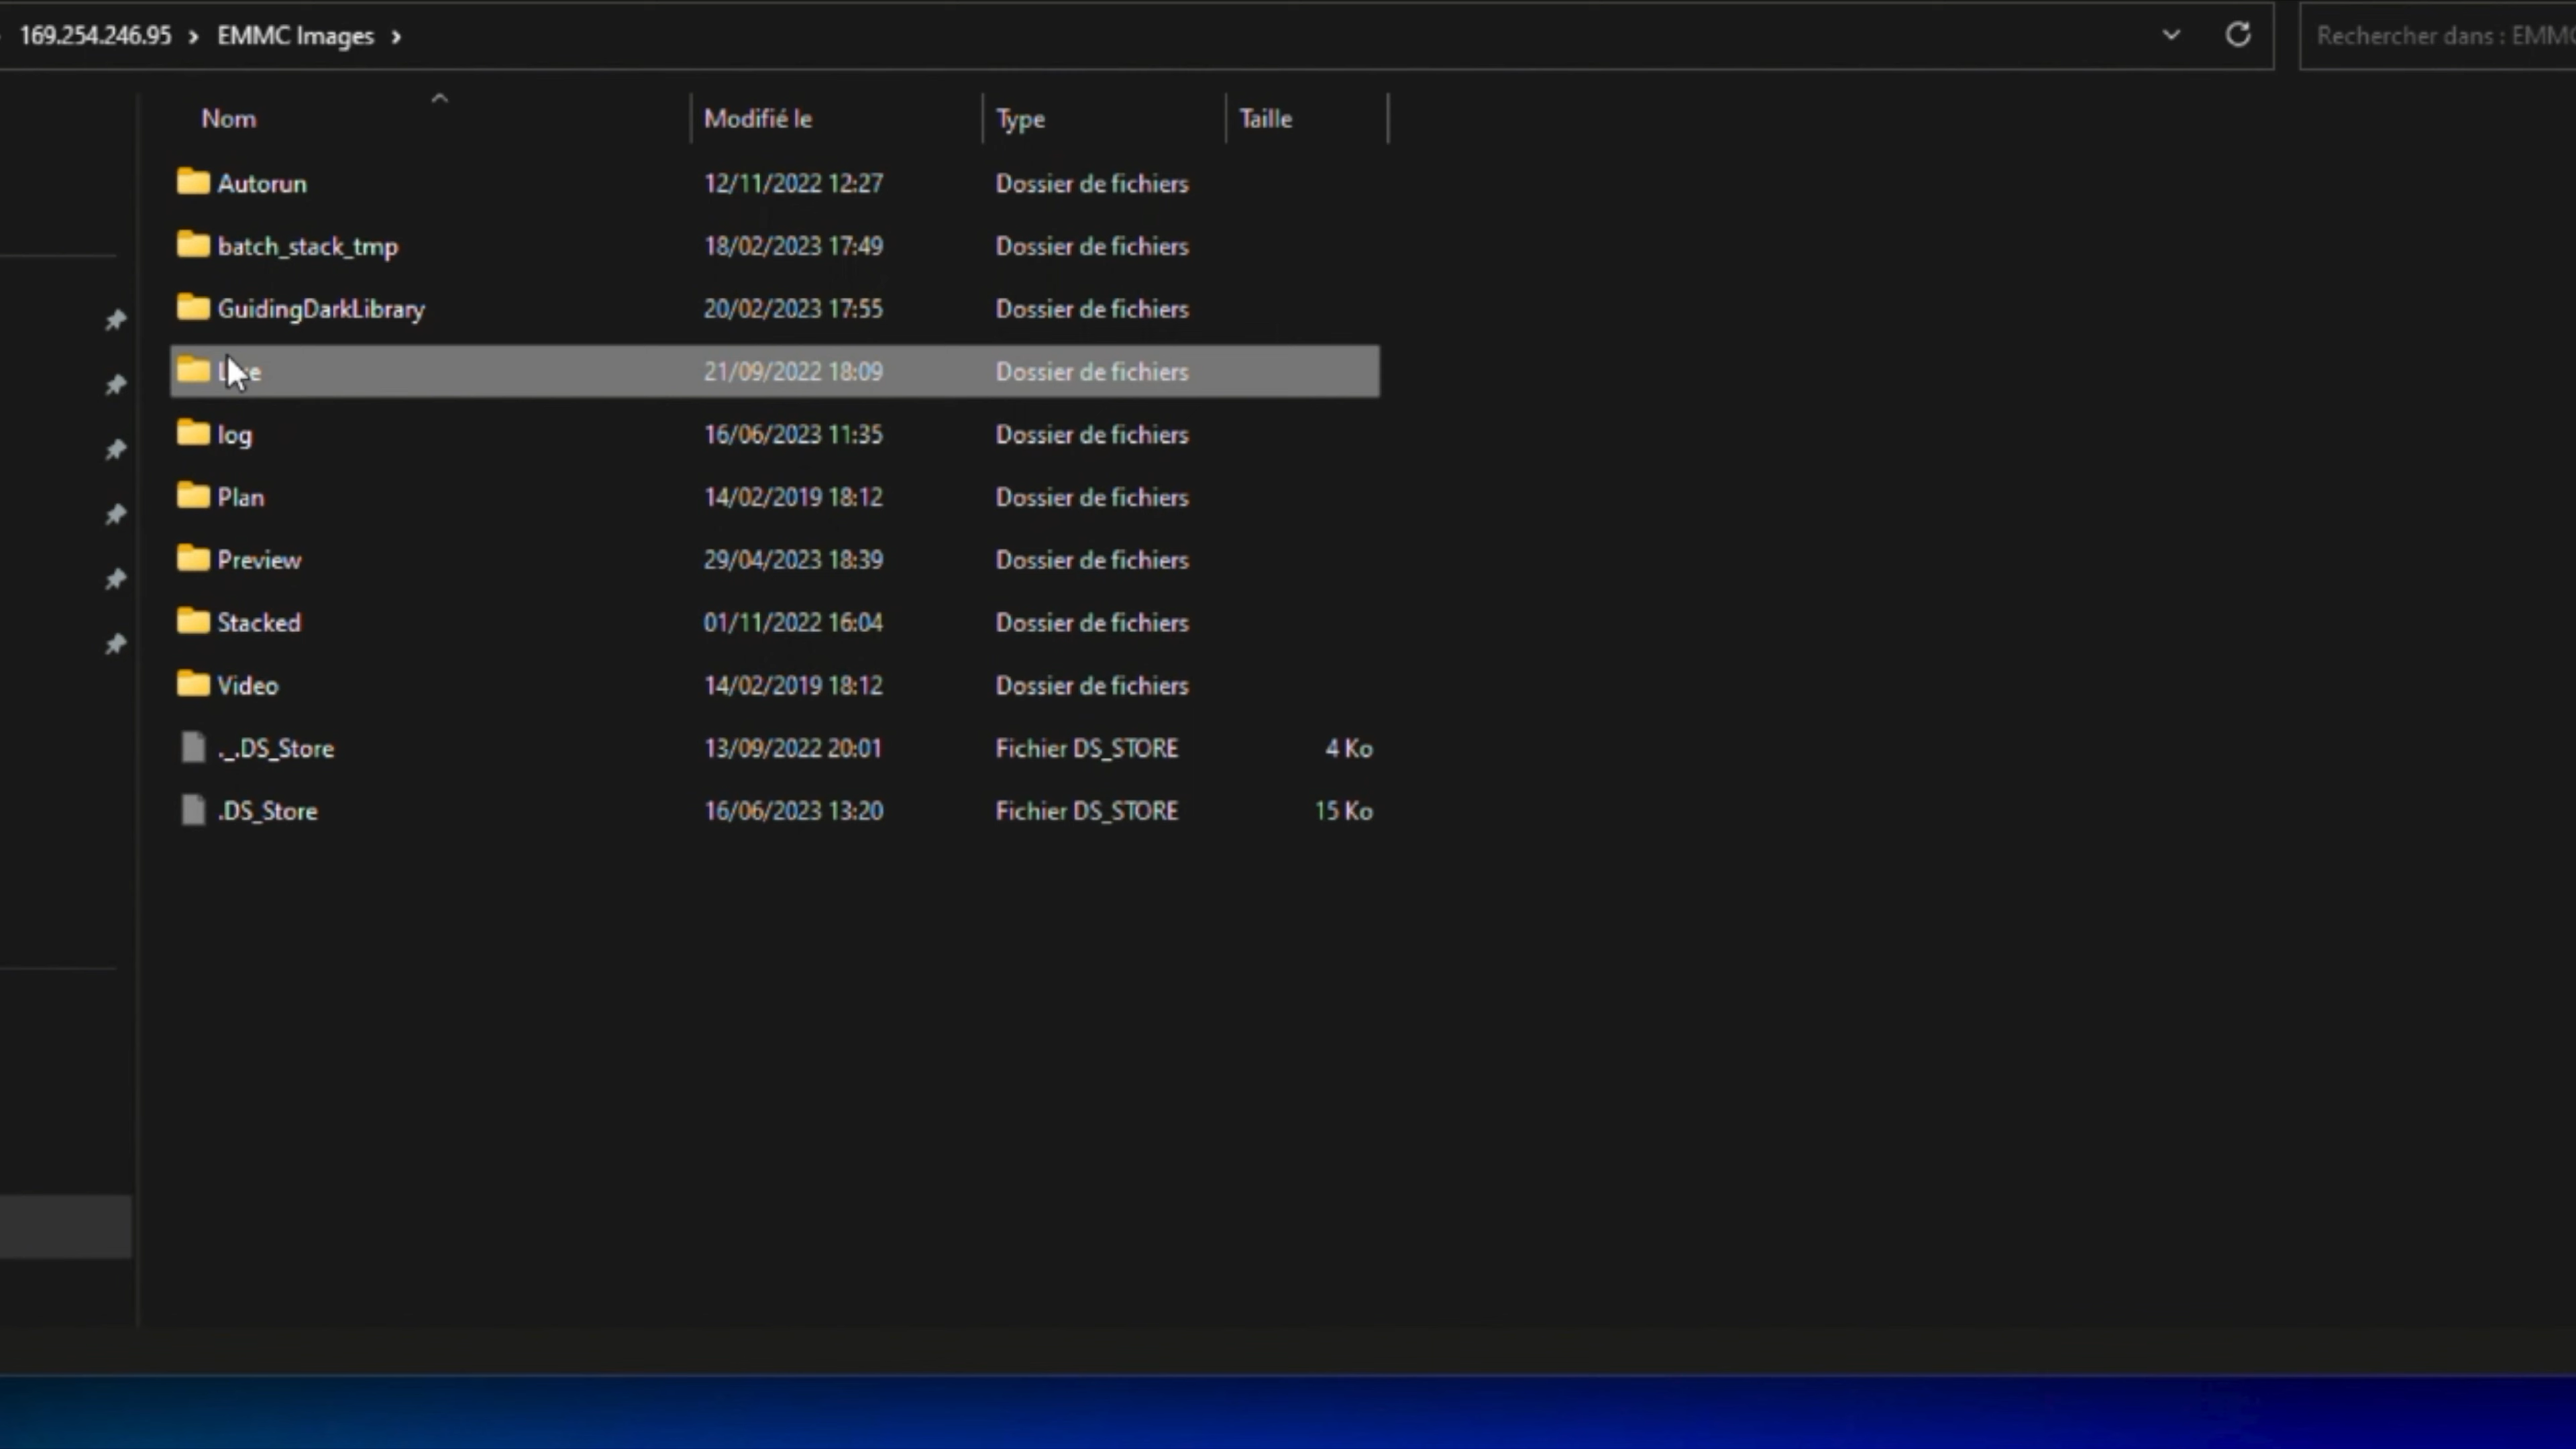 169.254.246.95 > EMMC Images >
Rechercher dans : EMMC
Nom Modifié le Type Taille
Autorun 12/11/2022 12:27 Dossier de fichiers
batch_stack_tmp 18/02/2023 17:49 Dossier de fichiers
GuidingDarkLibrary 20/02/2023 17:55 Dossier de fichiers
21/09/2022 18:09 Dossier de fichiers
log 16/06/2023 11:35 Dossier de fichiers
Plan 14/02/2019 18:12 Dossier de fichiers
Preview 29/04/2023 18:39 Dossier de fichiers
Stacked 01/11/2022 16:04 Dossier de fichiers
Video 14/02/2019 18:12 Dossier de fichiers
._.DS_Store 13/09/2022 20:01 Fichier DS_STORE 4 Ko
.DS_Store 16/06/2023 13:20 Fichier DS_STORE 15 Ko